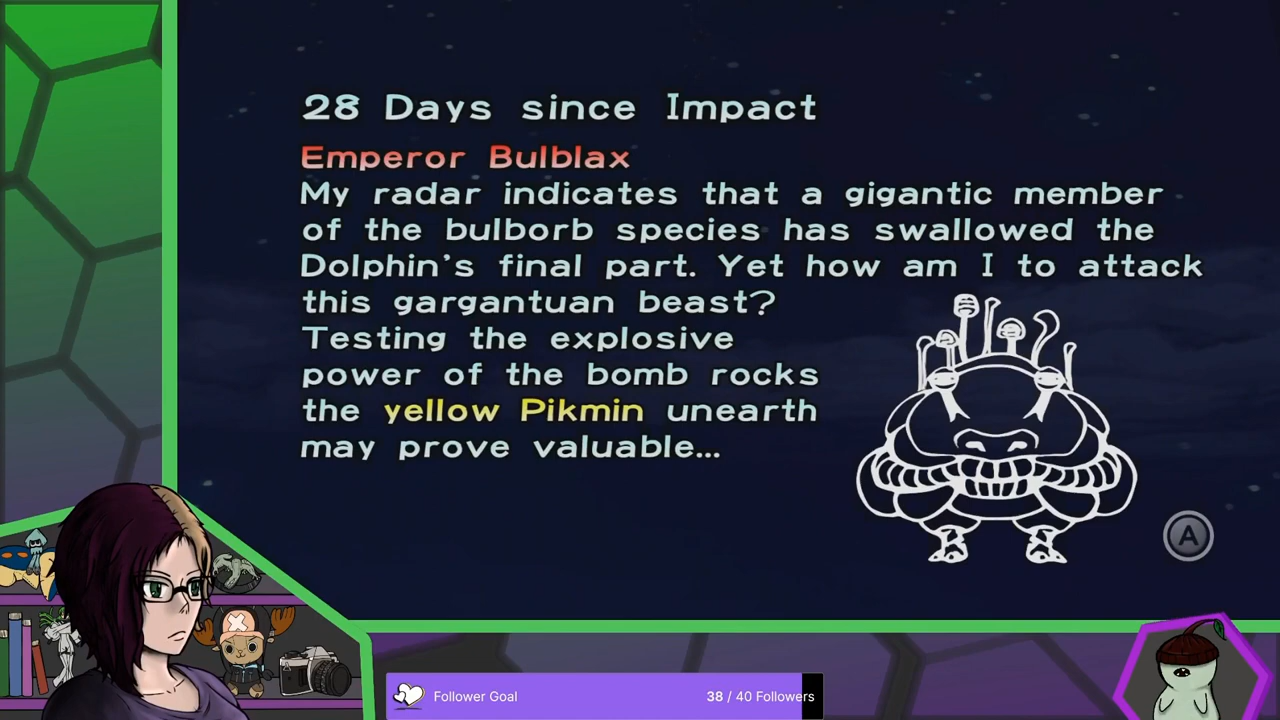 28 Days since Impact
Emperor Bulblax
My radar indicates that a gigantic member
of the bulborb species has swallowed the
Dolphin's final part. Yet how am I to attack
this gargantuan beast?
Testing the explosive
power of the bomb rocks
the yellow Pikmin unearth
may prove valuable...
A
Follower Goal
38 / 40 Followers